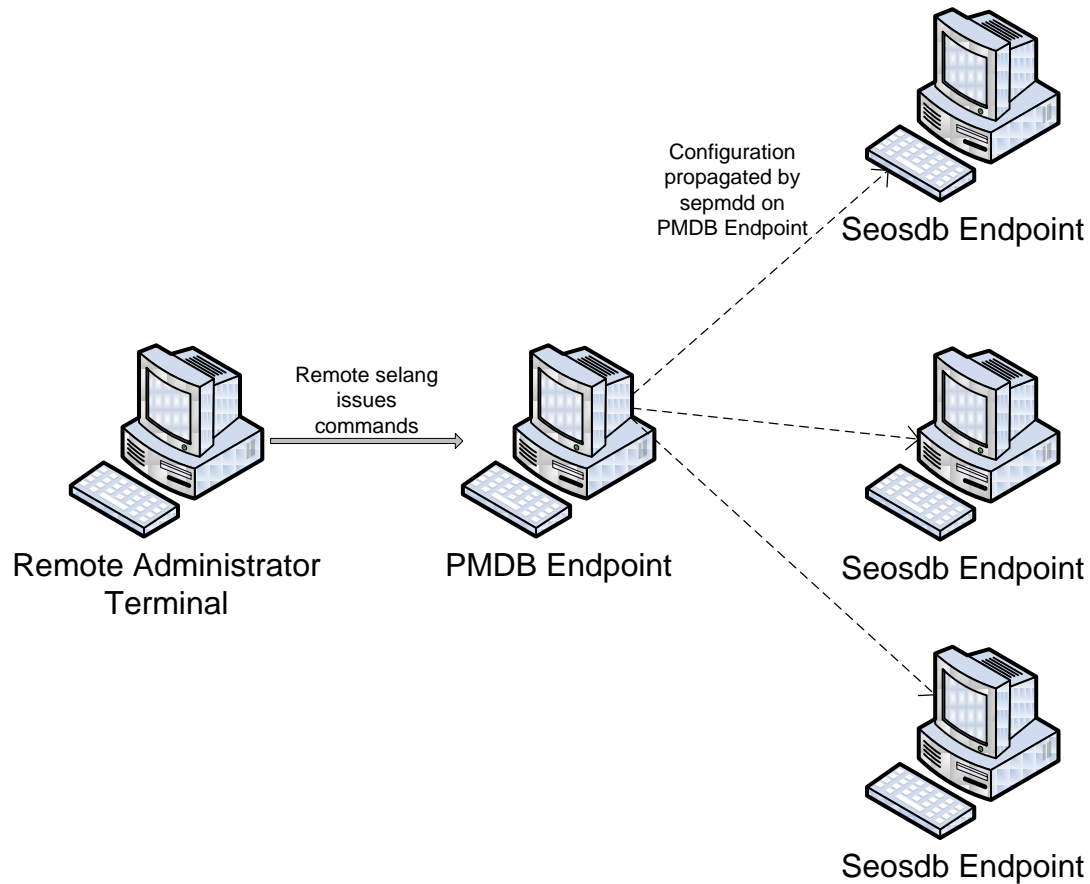 Configuration
propagated by
sepmdd on
PMDB Endpoint
Seosdb Endpoint
Remote selang
issues
commands
Remote Administrator
Terminal
PMDB Endpoint
Seosdb Endpoint
Seosdb Endpoint